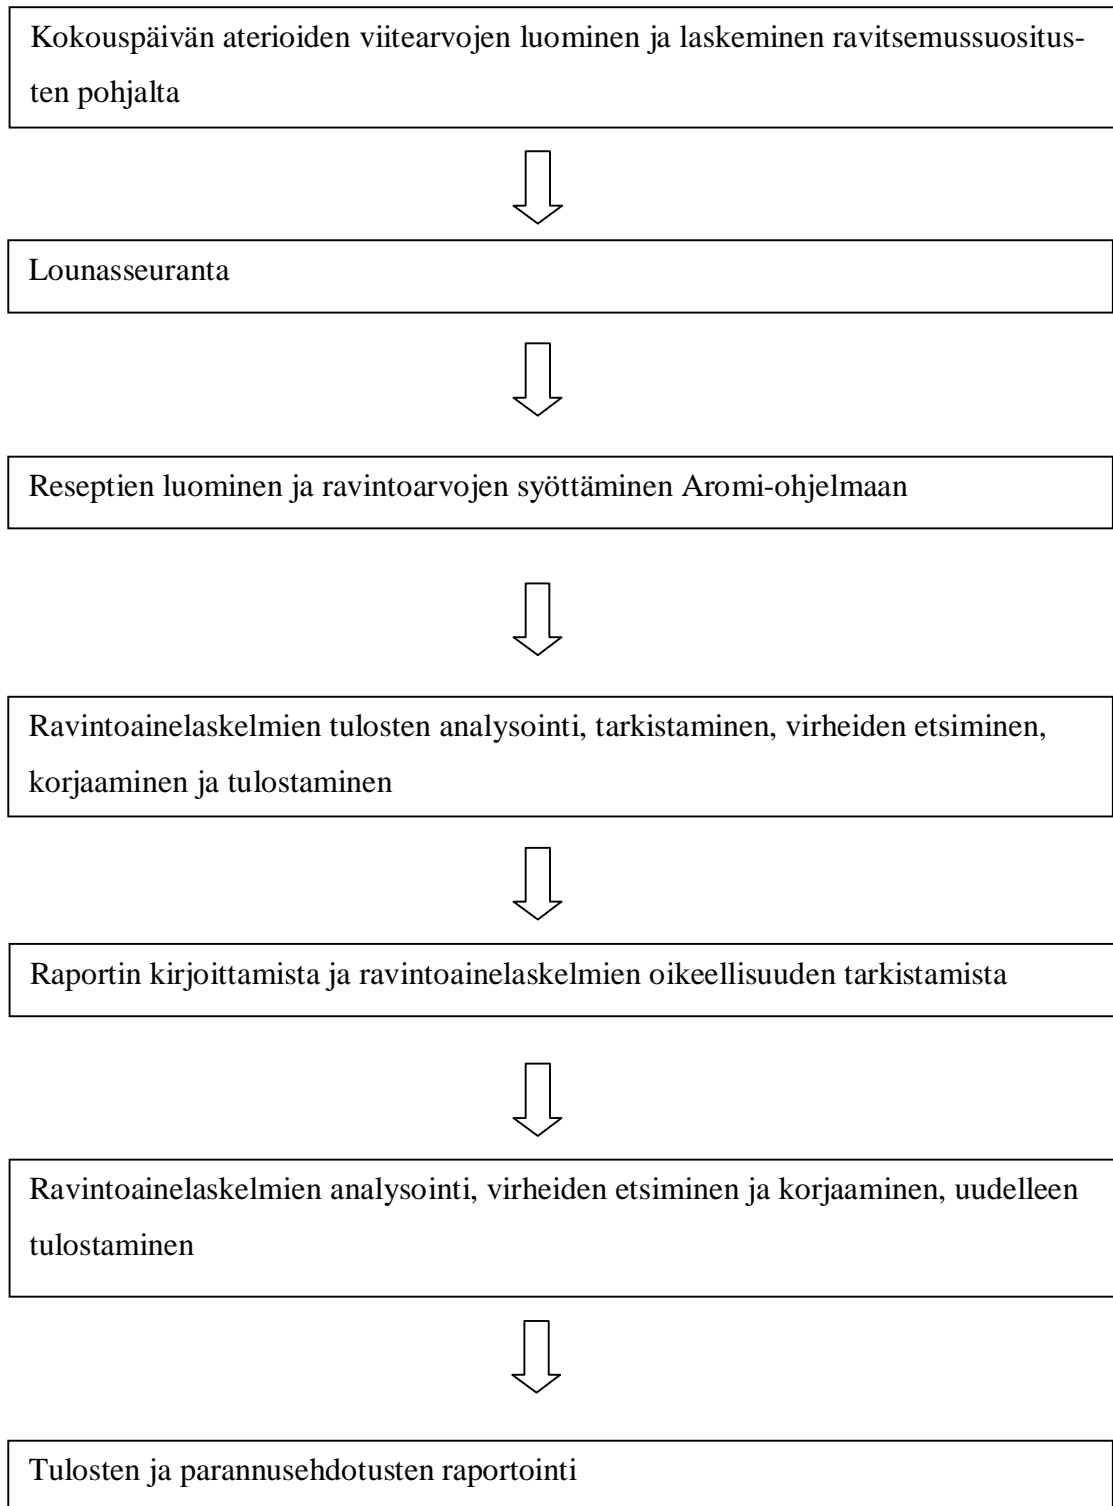 Kokouspäivän aterioiden viitearvojen luominen ja laskeminen ravitsemussuositus-
ten pohjalta
Lounasseuranta
Reseptien luominen ja ravintoarvojen syöttäminen Aromi-ohjelmaan
Ravintoainelaskelmien tulosten analysointi, tarkistaminen, virheiden etsiminen,
korjaaminen ja tulostaminen
Raportin kirjoittamista ja ravintoainelaskelmien oikeellisuuden tarkistamista
Ravintoainelaskelmien analysointi, virheiden etsiminen ja korjaaminen, uudelleen
tulostaminen
Tulosten ja parannusehdotusten raportointi